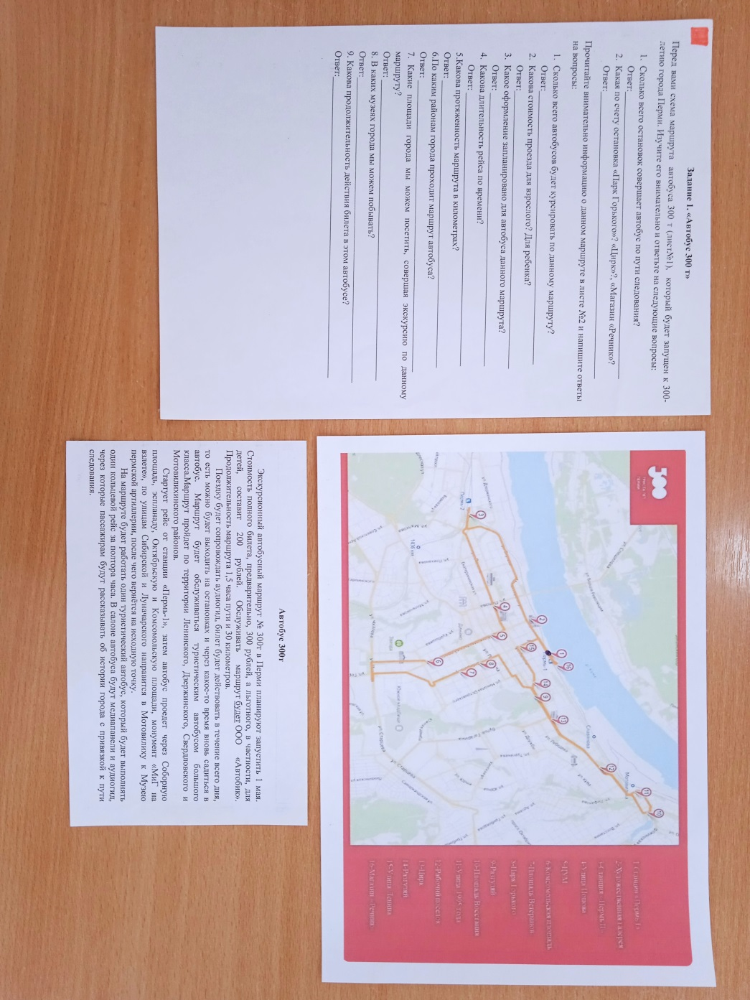 Задание 1. «Автобус 300 т»
Перед вами схема маршрута автобуса 300 т (лист№1), который будет запущен к 300-
летию города Перми. Изучите его внимательно и ответьте на следующие вопросы:
1. Сколько всего остановок совершает автобус по пути следования?
Ответ:
2. Какая по счету остановка «Парк Горького»? «Цирк»?, «Магазин «Речник»?
Ответ:
Прочитайте внимательно информацию о данном маршруте в листе №2 и напишите ответы
на вопросы:
1. Сколько всего автобусов будет курсировать по данному маршруту?
Ответ:
2. Какова стоимость проезда для взрослого? Для ребенка?
Ответ:
3. Какое оформление запланировано для автобуса данного маршрута?
Ответ:
4. Какова длительность рейса по времени?
Ответ:
5.Какова протяженность маршрута в километрах?
Ответ:
6.По каким районам города проходит маршрут автобуса?
Ответ:
7. Какие площади города мы можем посетить, совершая экскурсию по данному
маршруту?
Ответ:
8. В каких музеях города мы можем побывать?
Ответ:
9. Какова продолжительность действия билета в этом автобусе?
Ответ:
300
1-Станция «Пермь-1»
2-Художественная галерея
3-Станция «Пермь II»
4-Улица Попова
5-ЦУМ
6-Комсомольская площадь
7-Площадь Ветеранов
8-Парк Горького
9-Разгуляй
10-Площадь Восстания
11-Улица 1905 года
12-Рабочий поселок
13-Цирк
14-Разгуляй
15-Улица Ленина
16-Магазин «Речник»
Автобус 300т
Экскурсионный автобусный маршрут № 300т в Перми планируют запустить 1 мая.
Стоимость полного билета, предварительно, 300 рублей, а льготного, в частности, для
детей, составит 200 рублей. Обслуживать маршрут будет ООО «Автобик».
Продолжительность маршрута 1,5 часа пути и 30 километров.
Поездку будет сопровождать аудиогид, билет будет действовать в течение всего дня,
то есть можно будет выходить на остановках и через какое-то время вновь садиться в
автобус. Маршрут будет обслуживаться туристическим автобусом большого
класса.Маршрут пройдет по территории Ленинского, Дзержинского, Свердловского и
Мотовилихинского районов.
Стартует рейс от станции «Пермь-1», затем автобус проедет через Соборную
площадь, эспланаду, Октябрьскую и Комсомольскую площади, монумент «МиГ на
взлете», по улицам Сибирской и Луначарского направится в Мотовилиху к Музею
пермской артиллерии, после чего вернётся на исходную точку.
На маршруте будет работать один туристический автобус, который будет выполнять
один кольцевой рейс за полтора часа. В салоне автобуса будут медиапанели и аудиогид,
через которые пассажирам будут рассказывать об истории города с привязкой к пути
следования.